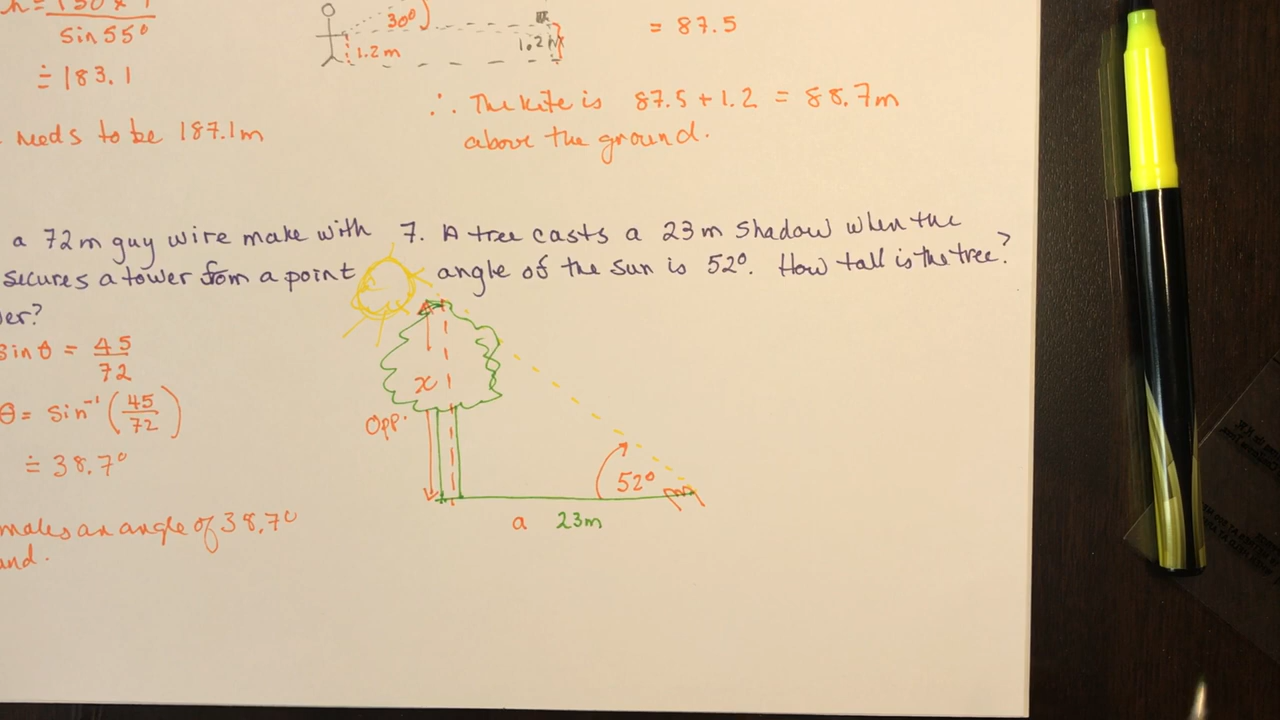 sin 55°
≐ 183.1
needs to be 187.1m
30°
1.2m
1.2m
= 87.5
∴ The kite is 87.5 + 1.2 = 88.7m
above the ground.
a 72m guy wire make with
secures a tower from a point
er?
sin θ = 45/72
θ = sin⁻¹ (45/72)
≐ 38.7°
makes an angle of 38.7°
and.
7. A tree casts a 23m shadow when the
angle of the sun is 52°. How tall is the tree?
x
opp.
52°
a 23m